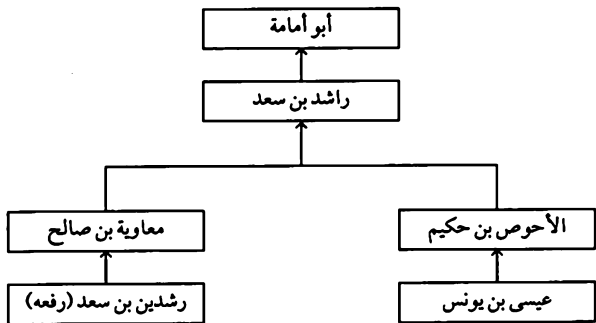 أبو أمامة
راشد بن سعد
الأحوص بن حكيم
معاوية بن صالح
عيسى بن يونس
رشدين بن سعد (رفعه)